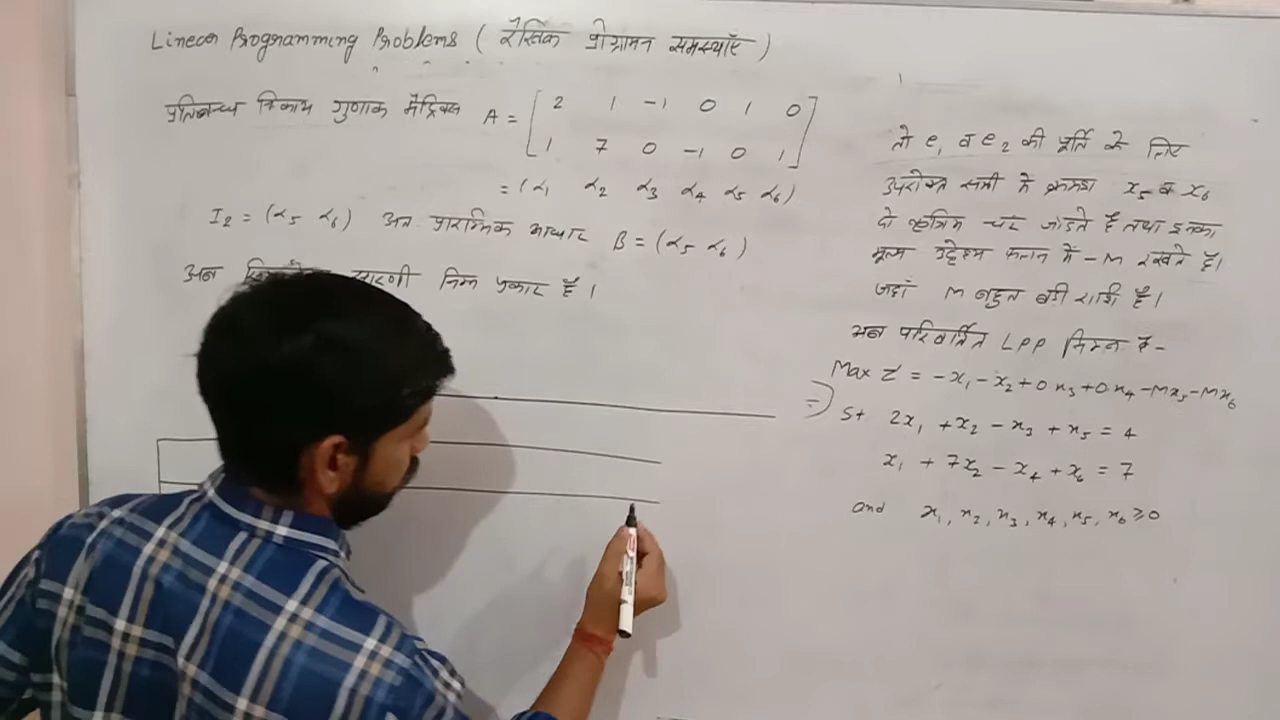 Linear Programming Problems ( रैखिक प्रोग्रामन समस्याएँ )
प्रतिबन्ध निकाय गुणांक मैट्रिक्स A = [ 2 1 -1 0 1 0
1 7 0 -1 0 1 ]
= ( α1 α2 α3 α4 α5 α6 )
I2 = (α5 α6) अत प्रारम्भिक आधार B = (α5 α6)
अब सारणी निम्न प्रकार है ।
तो e1 व e2 की पूर्ति के लिए
उपरोक्त सभी में क्रमशः x5 व x6
दो कृत्रिम चर जोड़ते हैं तथा इनका
मूल्य उद्देश्य फलन में - M रखते हैं।
जहां M बहुत बडी राशि है।
अब परिवर्तित LPP निम्न है -
Max Z' = -x1 - x2 + 0x3 + 0x4 - Mx5 - Mx6
⇒ St 2x1 + x2 - x3 + x5 = 4
x1 + 7x2 - x4 + x6 = 7
and x1, x2, x3, x4, x5, x6 ≥ 0